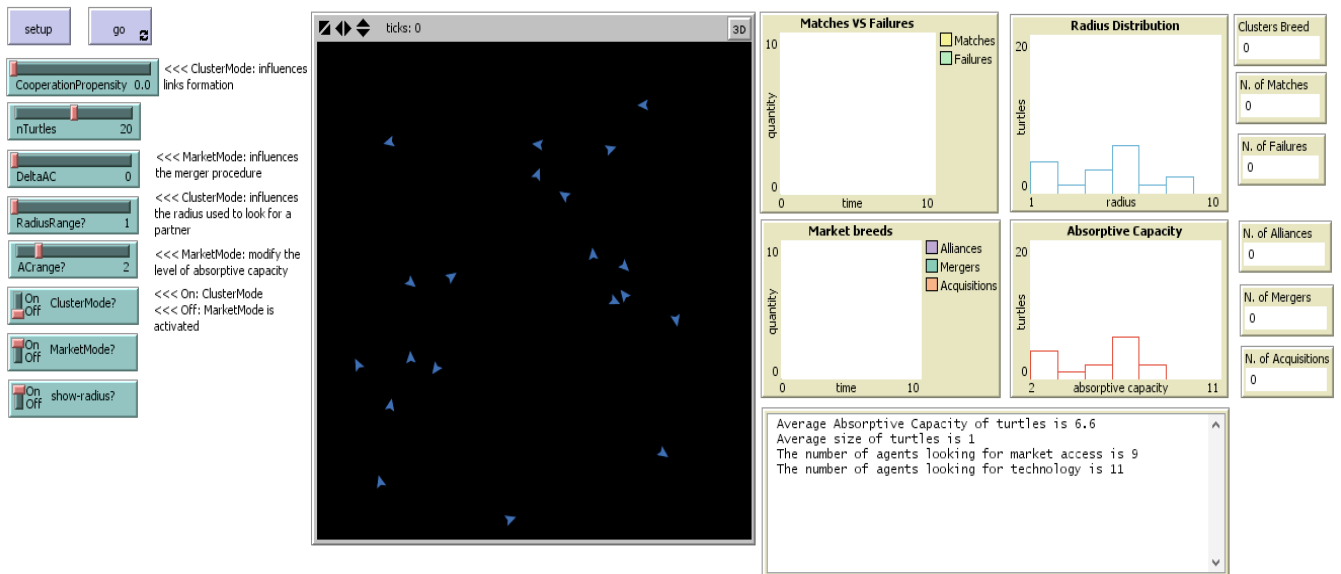 setup
go
CooperationPropensity 0.0
<<< ClusterMode: influences
links formation
nTurtles 20
DeltaAC 0
<<< MarketMode: influences
the merger procedure
RadiusRange? 1
<<< ClusterMode: influences
the radius used to look for a
partner
ACrange? 2
<<< MarketMode: modify the
level of absorptive capacity
On
Off
ClusterMode?
<<< On: ClusterMode
<<< Off: MarketMode is
activated
On
Off
MarketMode?
On
Off
show-radius?
ticks: 0
3D
Matches VS Failures
10
quantity
0
0
time
10
Matches
Failures
Radius Distribution
20
turtles
0
1
radius
10
Clusters Breed
0
N. of Matches
0
N. of Failures
0
Market breeds
10
quantity
0
0
time
10
Alliances
Mergers
Acquisitions
Absorptive Capacity
20
turtles
0
2
absorptive capacity
11
N. of Alliances
0
N. of Mergers
0
N. of Acquisitions
0
Average Absorptive Capacity of turtles is 6.6
Average size of turtles is 1
The number of agents looking for market access is 9
The number of agents looking for technology is 11